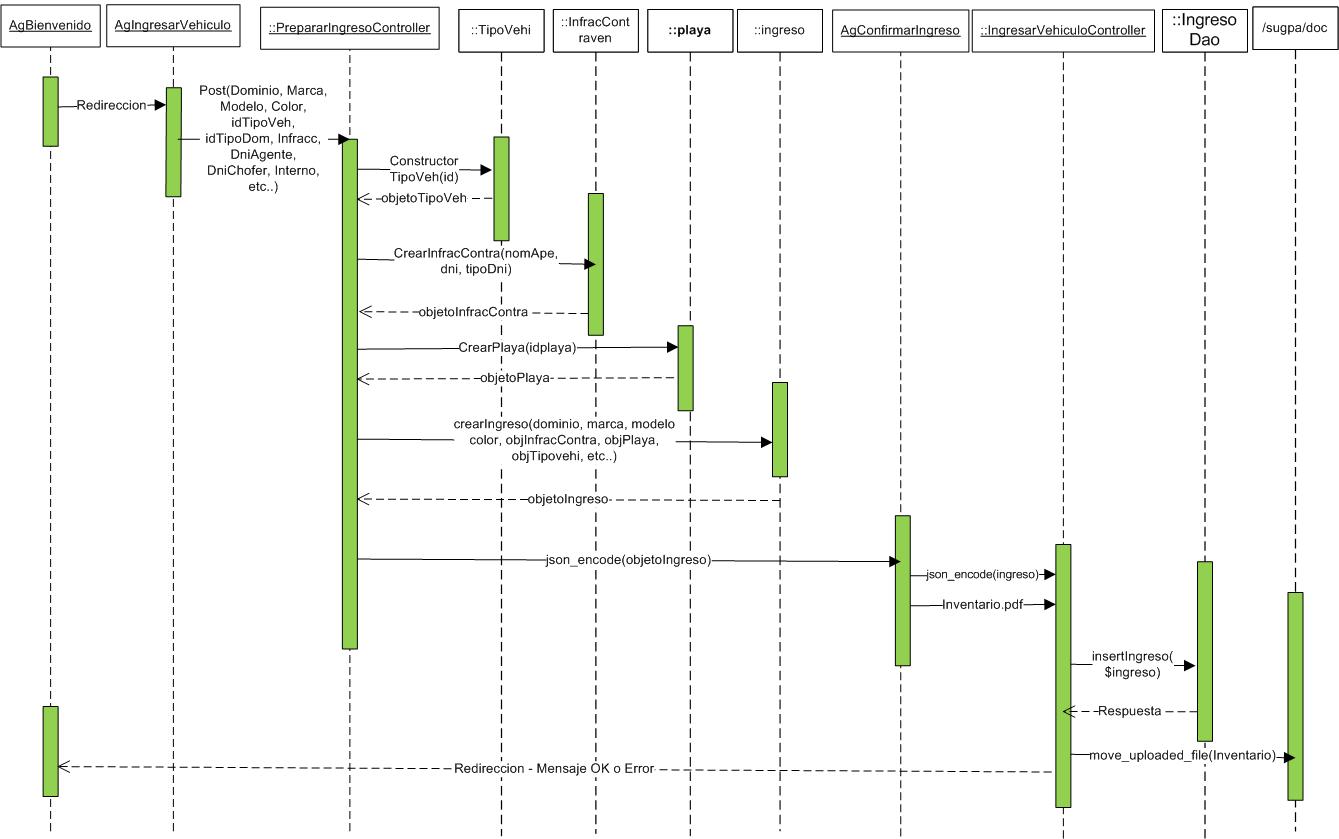 AgBienvenido
AgIngresarVehiculo
::PrepararIngresoController
::TipoVehi
::InfracCont
raven
::playa
::ingreso
AgConfirmarIngreso
::IngresarVehiculoController
::Ingreso
Dao
/sugpa/doc
Redireccion
Post(Dominio, Marca,
Modelo, Color,
idTipoVeh,
idTipoDom, Infracc,
DniAgente,
DniChofer, Interno,
etc..)
Constructor
TipoVeh(id)
objetoTipoVeh
CrearInfracContra(nomApe,
dni, tipoDni)
objetoInfracContra
CrearPlaya(idplaya)
objetoPlaya
crearIngreso(dominio, marca, modelo
color, objInfracContra, objPlaya,
objTipovehi, etc..)
objetoIngreso
json_encode(objetoIngreso)
json_encode(ingreso)
Inventario.pdf
insertIngreso(
$ingreso)
Respuesta
move_uploaded_file(Inventario)
Redireccion - Mensaje OK o Error